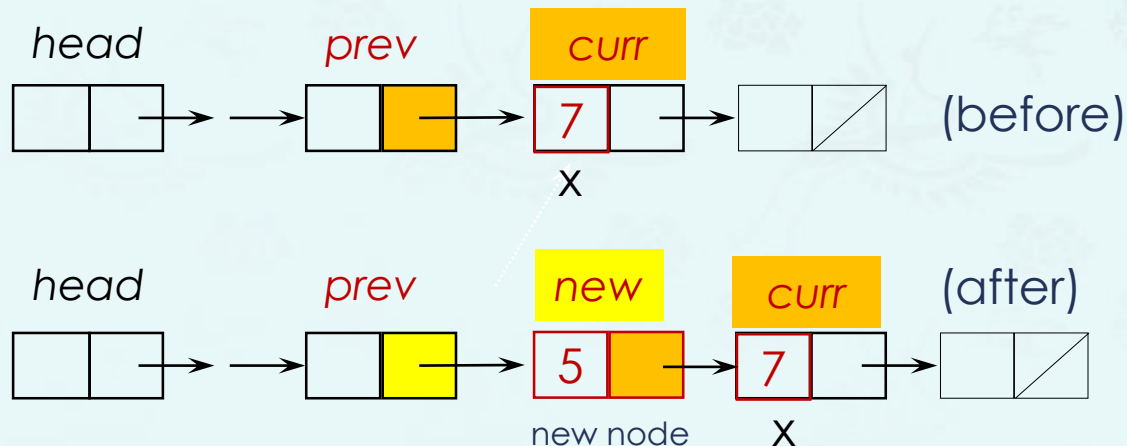 head prev curr
7 (before)
x
head prev new curr (after)
5 7
new node x